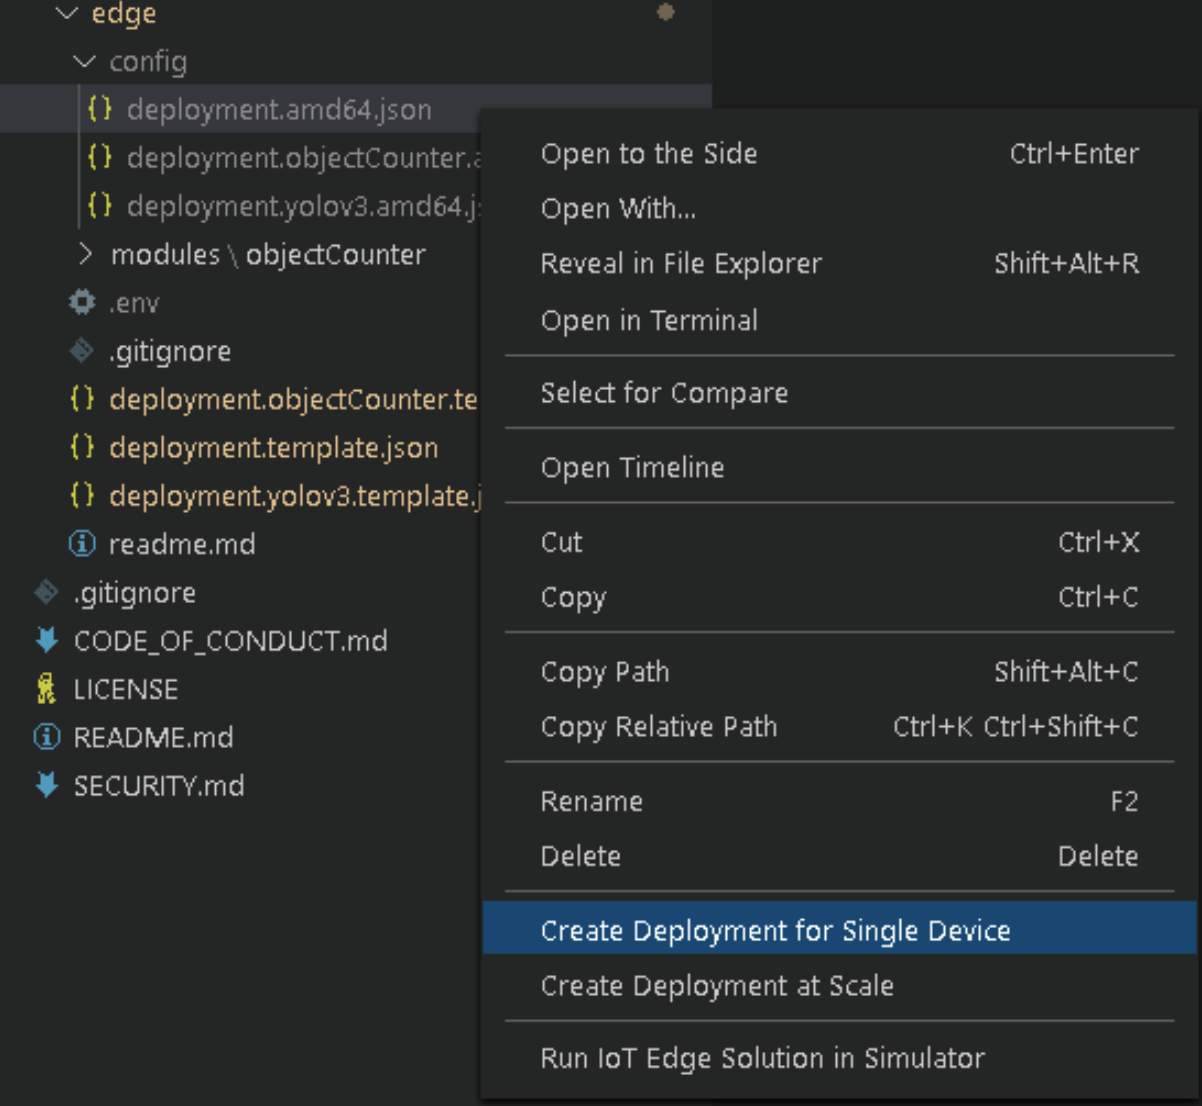 edge
config
deployment.amd64.json
deployment.objectCounter.a
deployment.yolov3.amd64.js
modules \ objectCounter
.env
.gitignore
deployment.objectCounter.te
deployment.template.json
deployment.yolov3.template.j
readme.md
.gitignore
CODE_OF_CONDUCT.md
LICENSE
README.md
SECURITY.md
Open to the Side Ctrl+Enter
Open With...
Reveal in File Explorer Shift+Alt+R
Open in Terminal
Select for Compare
Open Timeline
Cut Ctrl+X
Copy Ctrl+C
Copy Path Shift+Alt+C
Copy Relative Path Ctrl+K Ctrl+Shift+C
Rename F2
Delete Delete
Create Deployment for Single Device
Create Deployment at Scale
Run IoT Edge Solution in Simulator